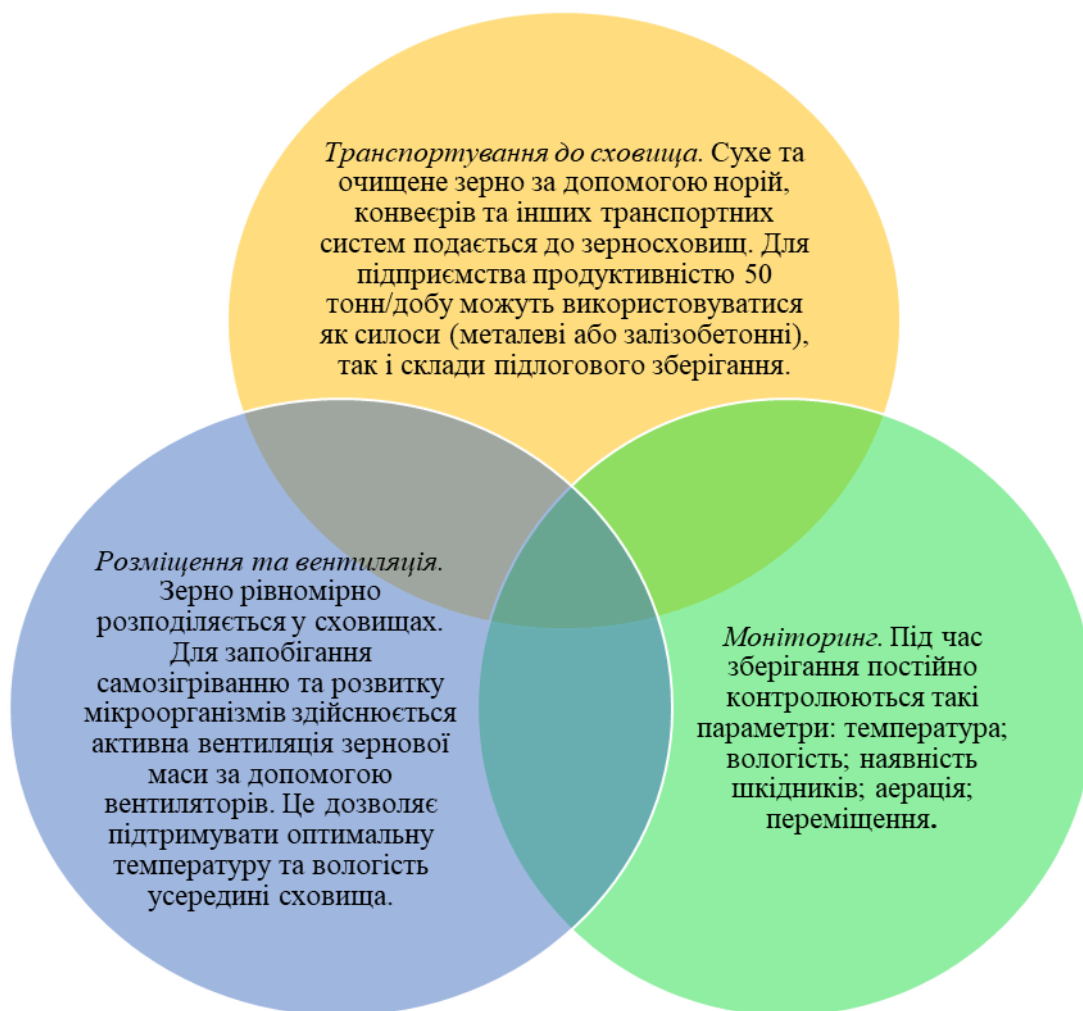 Транспортування до сховища. Сухе та
очищене зерно за допомогою норій,
конвеєрів та інших транспортних
систем подається до зерносховищ. Для
підприємства продуктивністю 50
тонн/добу можуть використовуватися
як силоси (металеві або залізобетонні),
так і склади підлогового зберігання.
Розміщення та вентиляція.
Зерно рівномірно
розподіляється у сховищах.
Для запобігання
самозігріванню та розвитку
мікроорганізмів здійснюється
активна вентиляція зернової
маси за допомогою
вентиляторів. Це дозволяє
підтримувати оптимальну
температуру та вологість
усередині сховища.
Моніторинг. Під час
зберігання постійно
контролюються такі
параметри: температура;
вологість; наявність
шкідників; аерація;
переміщення.